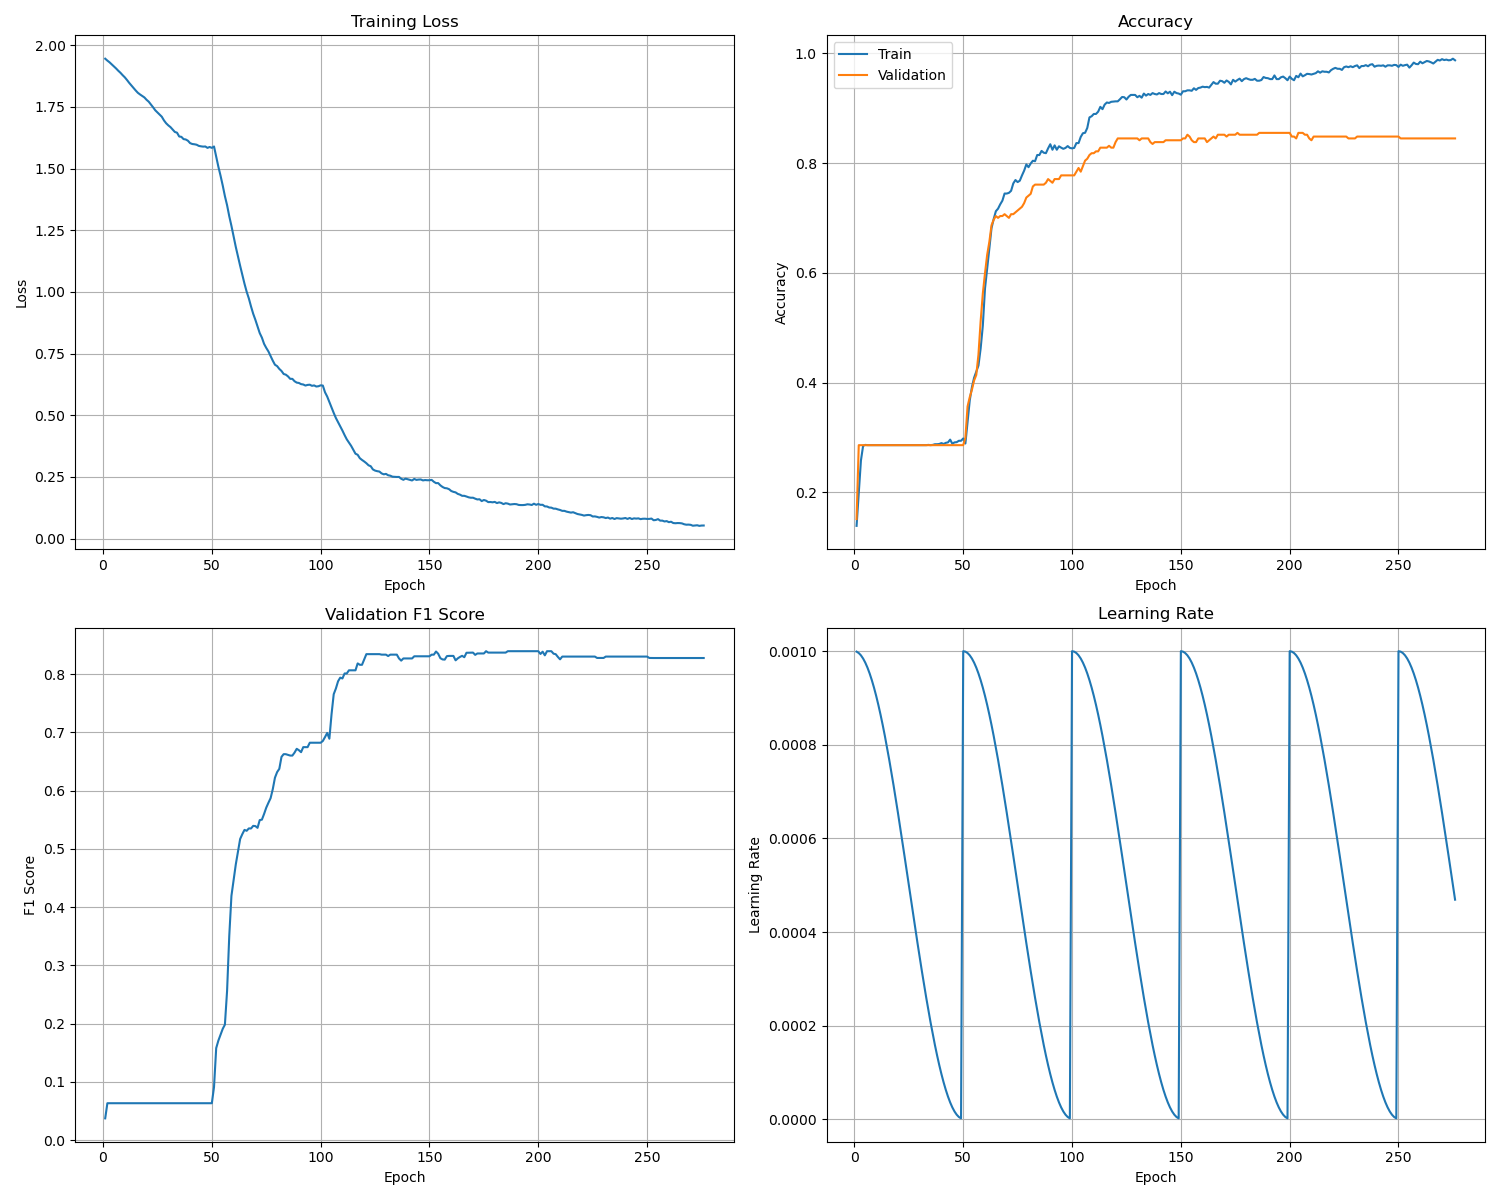 Training Loss
2.00
1.75
1.50
1.25
1.00
0.75
0.50
0.25
0.00
Loss
0 50 100 150 200 250
Epoch
Accuracy
Train
Validation
1.0
0.8
0.6
0.4
0.2
Accuracy
0 50 100 150 200 250
Epoch
Validation F1 Score
0.8
0.7
0.6
0.5
0.4
0.3
0.2
0.1
0.0
F1 Score
0 50 100 150 200 250
Epoch
Learning Rate
0.0010
0.0008
0.0006
0.0004
0.0002
0.0000
Learning Rate
0 50 100 150 200 250
Epoch